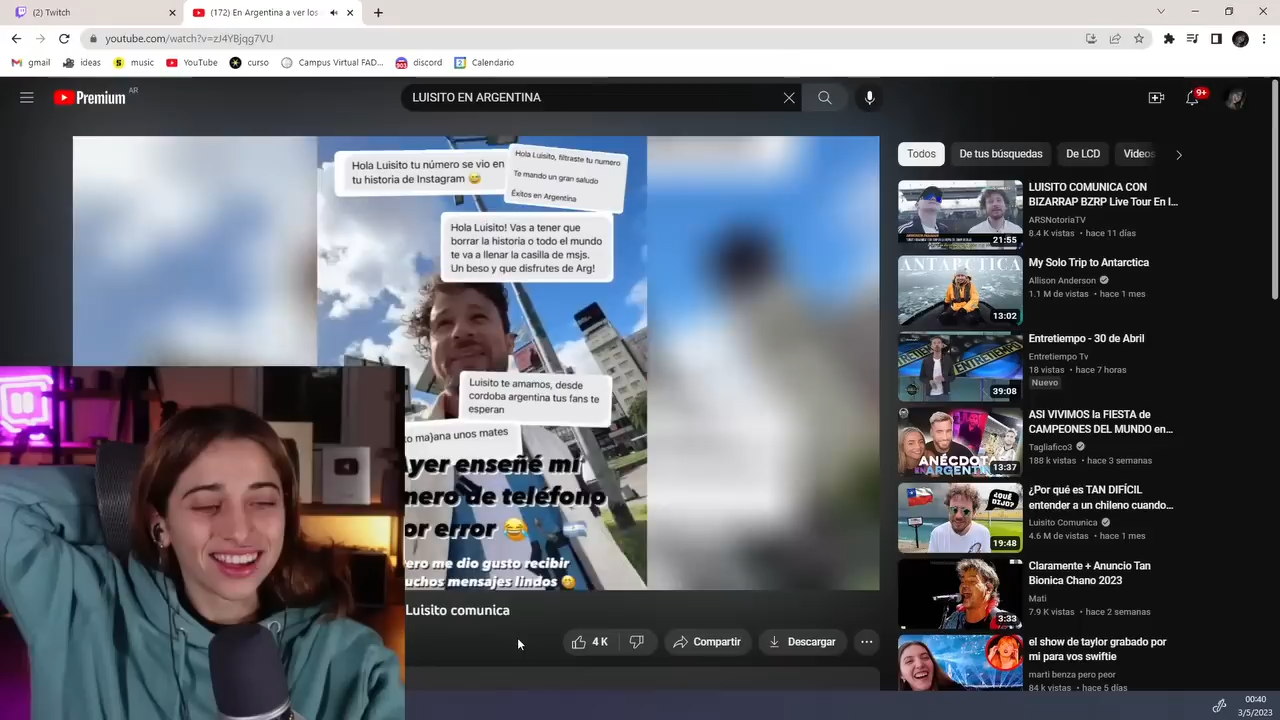 (2) Twitch
(172) En Argentina a ver los
youtube.com/watch?v=zJ4YBjqg7VU
gmail
ideas
music
YouTube
curso
Campus Virtual FAD...
discord
Calendario
Premium
AR
LUISITO EN ARGENTINA
9+
Hola Luisito tu número se vio en
tu historia de Instagram 😅
Hola Luisito, filtraste tu numero
Te mando un gran saludo
Éxitos en Argentina
Hola Luisito! Vas a tener que
borrar la historia o todo el mundo
te va a llenar la casilla de msjs.
Un beso y que disfrutes de Arg!
Luisito te amamos, desde
cordoba argentina tus fans te
esperan
to ma}ana unos mates
ayer enseñé mi
mero de teléfono
or error 😂
ero me dio gusto recibir
uchos mensajes lindos 😊
Luisito comunica
4 K
Compartir
Descargar
Todos
De tus búsquedas
De LCD
Videos
LUISITO COMUNICA CON
BIZARRAP BZRP Live Tour En l...
ARSNotoriaTV
8.4 K vistas • hace 11 días
21:55
ANTARCTICA
My Solo Trip to Antarctica
Allison Anderson
1.1 M de vistas • hace 1 mes
13:02
ENTRETIEMPO
Entretiempo - 30 de Abril
Entretiempo Tv
18 vistas • hace 7 horas
Nuevo
39:08
ASI VIVIMOS la FIESTA de
CAMPEONES DEL MUNDO en...
Tagliafico3
188 k vistas • hace 3 semanas
ANÉCDOTA
EN ARGENTIN
13:37
¿QUÉ
DIJO?
¿Por qué es TAN DIFÍCIL
entender a un chileno cuando...
Luisito Comunica
4.6 M de vistas • hace 1 mes
19:48
Claramente + Anuncio Tan
Bionica Chano 2023
Mati
7.9 K vistas • hace 2 semanas
3:33
el show de taylor grabado por
mi para vos swiftie
marti benza pero peor
84 k vistas • hace 5 días
00:40
3/5/2023